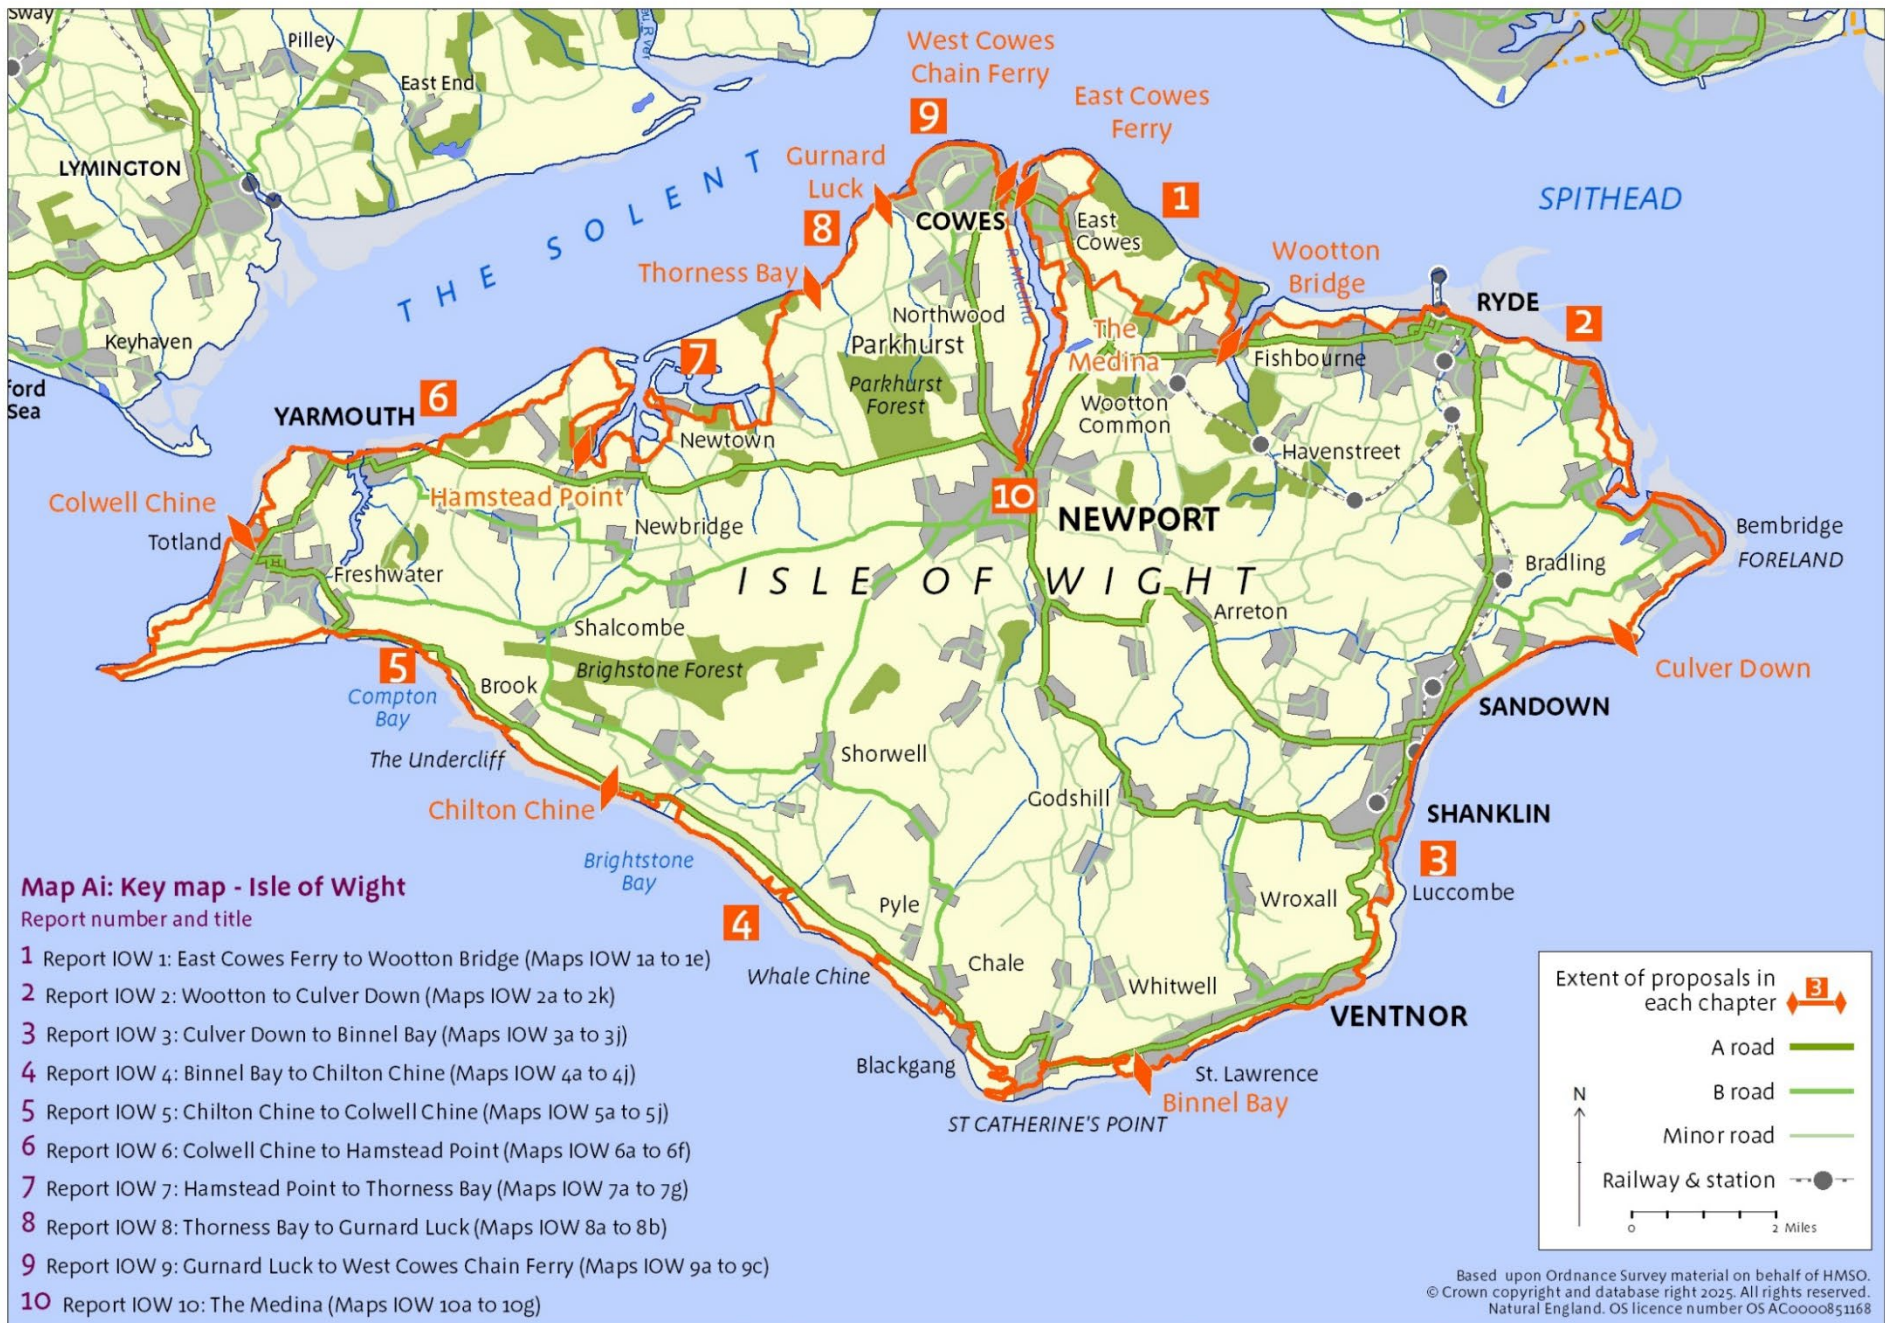 Sway
Pilley
East End
LYMINGTON
Keyhaven
ford
Sea
THE SOLENT
SPITHEAD
West Cowes
Chain Ferry
9
East Cowes
Ferry
Gurnard
Luck
8
COWES
East
Cowes
1
R. Medina
Wootton
Bridge
Thorness Bay
RYDE
2
Northwood
Parkhurst
The
Medina
Fishbourne
7
Parkhurst
Forest
6
YARMOUTH
Wootton
Common
Newtown
Havenstreet
Colwell Chine
Hamstead Point
10
NEWPORT
Totland
Newbridge
Bembridge
FORELAND
Freshwater
ISLE OF WIGHT
Bradling
Arreton
Shalcombe
5
Brighstone Forest
Culver Down
Compton
Bay
Brook
SANDOWN
The Undercliff
Shorwell
Chilton Chine
Godshill
SHANKLIN
Brightstone
Bay
3
Luccombe
Pyle
Wroxall
4
Whale Chine
Chale
Whitwell
VENTNOR
Blackgang
St. Lawrence
Binnel Bay
ST CATHERINE'S POINT
Map Ai: Key map - Isle of Wight
Report number and title
1 Report IOW 1: East Cowes Ferry to Wootton Bridge (Maps IOW 1a to 1e)
2 Report IOW 2: Wootton to Culver Down (Maps IOW 2a to 2k)
3 Report IOW 3: Culver Down to Binnel Bay (Maps IOW 3a to 3j)
4 Report IOW 4: Binnel Bay to Chilton Chine (Maps IOW 4a to 4j)
5 Report IOW 5: Chilton Chine to Colwell Chine (Maps IOW 5a to 5j)
6 Report IOW 6: Colwell Chine to Hamstead Point (Maps IOW 6a to 6f)
7 Report IOW 7: Hamstead Point to Thorness Bay (Maps IOW 7a to 7g)
8 Report IOW 8: Thorness Bay to Gurnard Luck (Maps IOW 8a to 8b)
9 Report IOW 9: Gurnard Luck to West Cowes Chain Ferry (Maps IOW 9a to 9c)
10 Report IOW 10: The Medina (Maps IOW 10a to 10g)
Extent of proposals in
each chapter
3
A road
B road
Minor road
Railway & station
N
0 2 Miles
Based upon Ordnance Survey material on behalf of HMSO.
© Crown copyright and database right 2025. All rights reserved.
Natural England. OS licence number OS AC0000851168